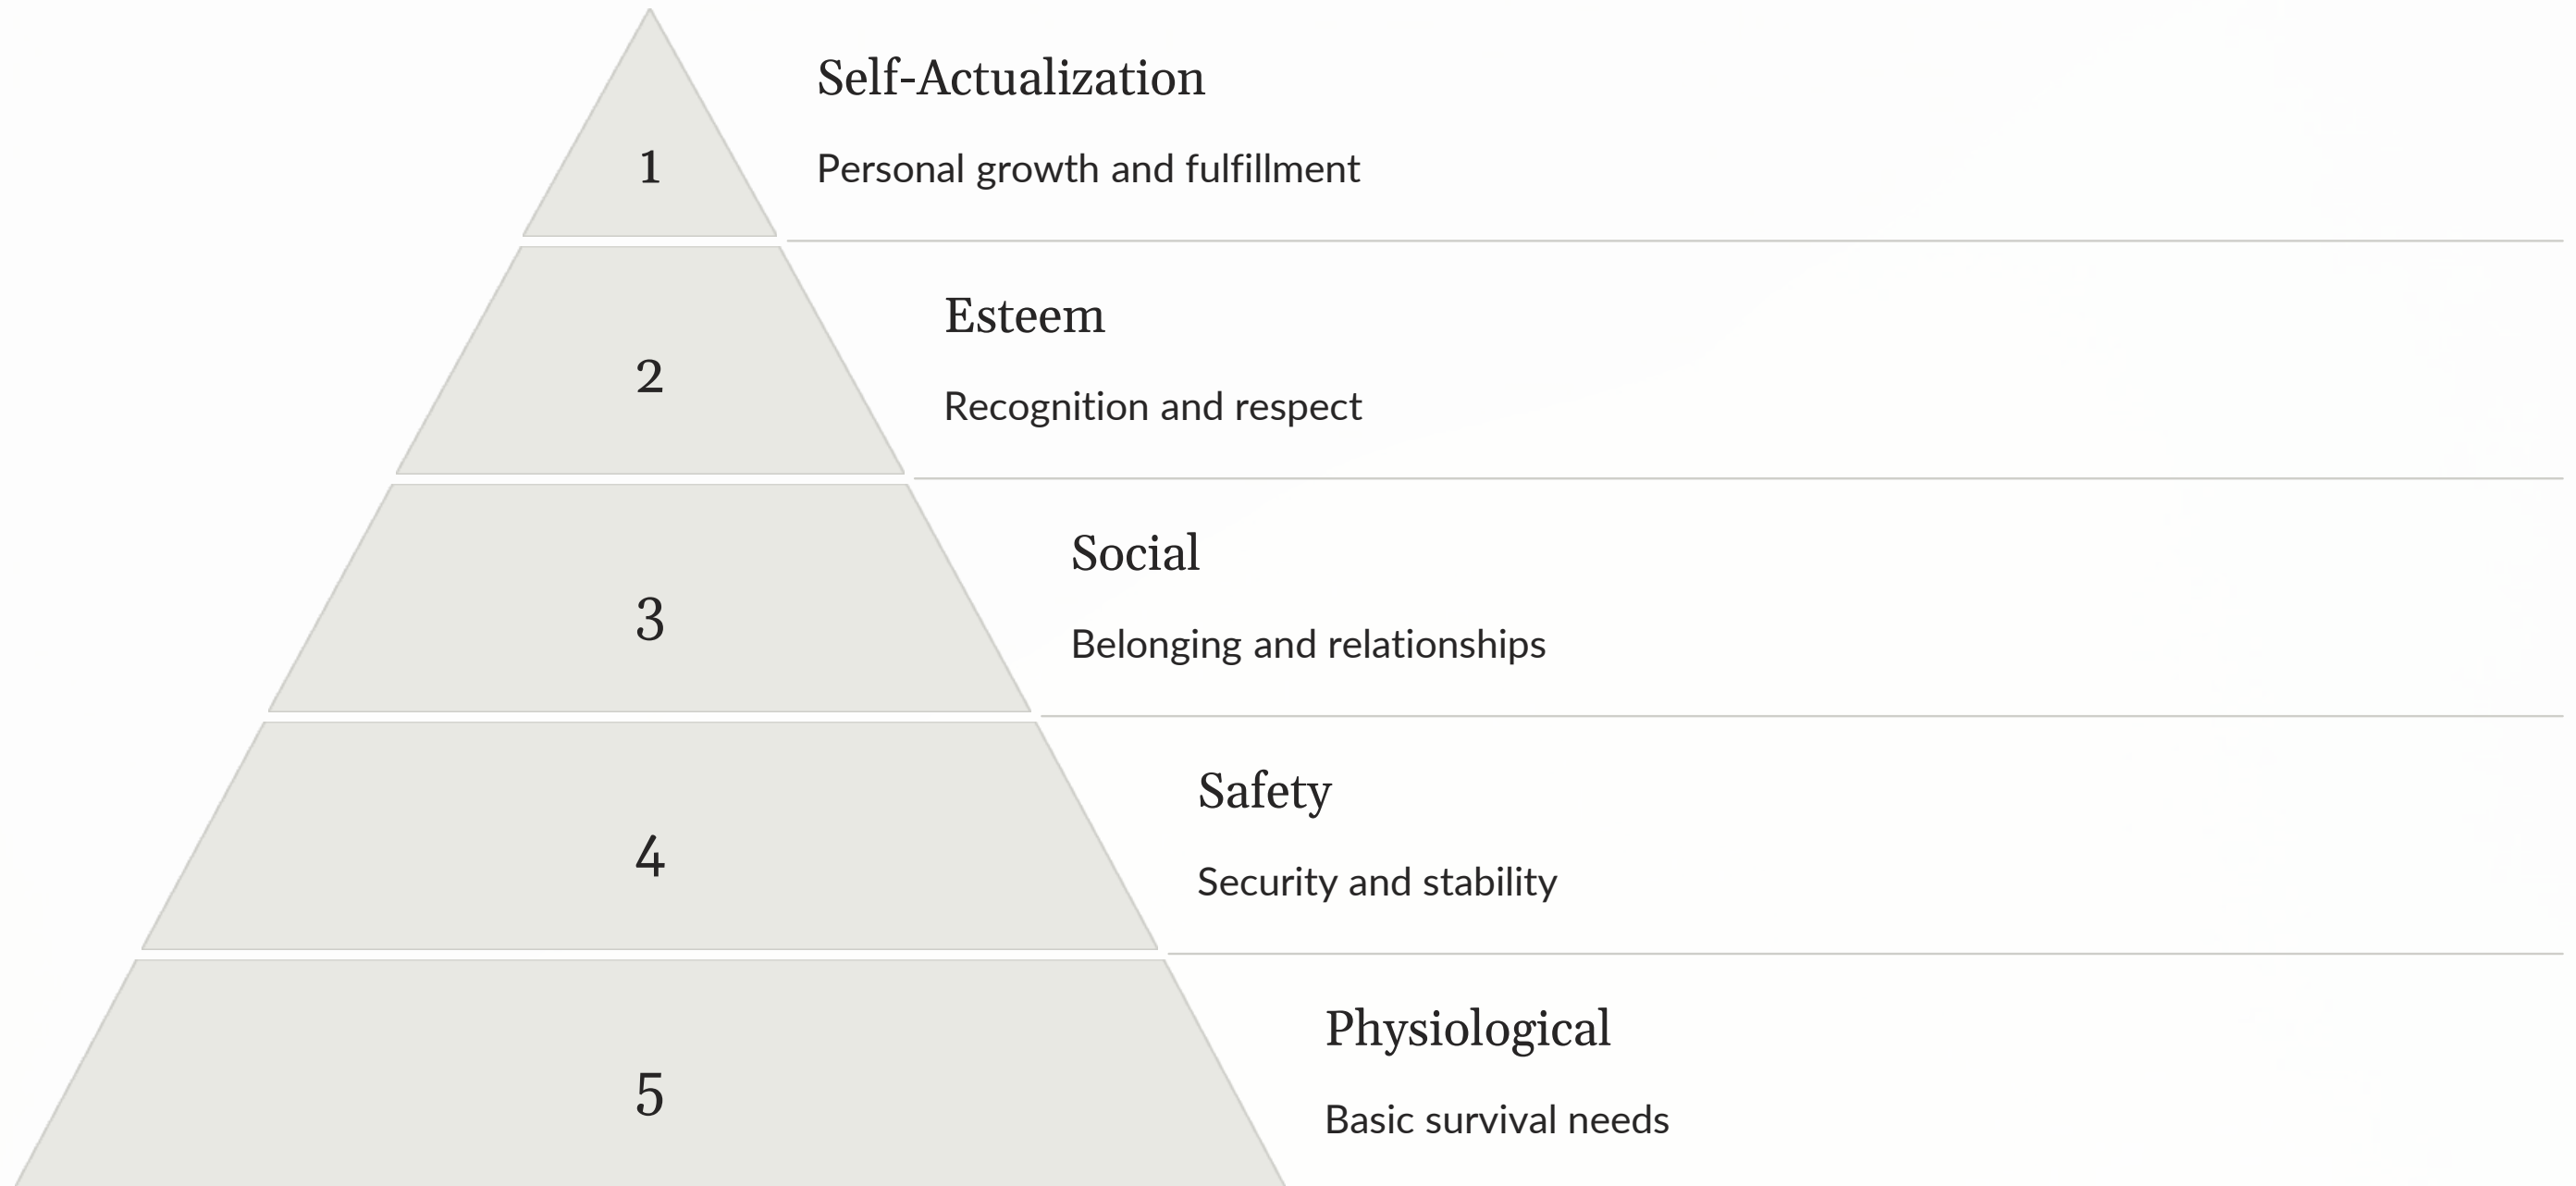 Self-Actualization
1
Personal growth and fulfillment
Esteem
2
Recognition and respect
Social
3
Belonging and relationships
Safety
4
Security and stability
Physiological
5
Basic survival needs